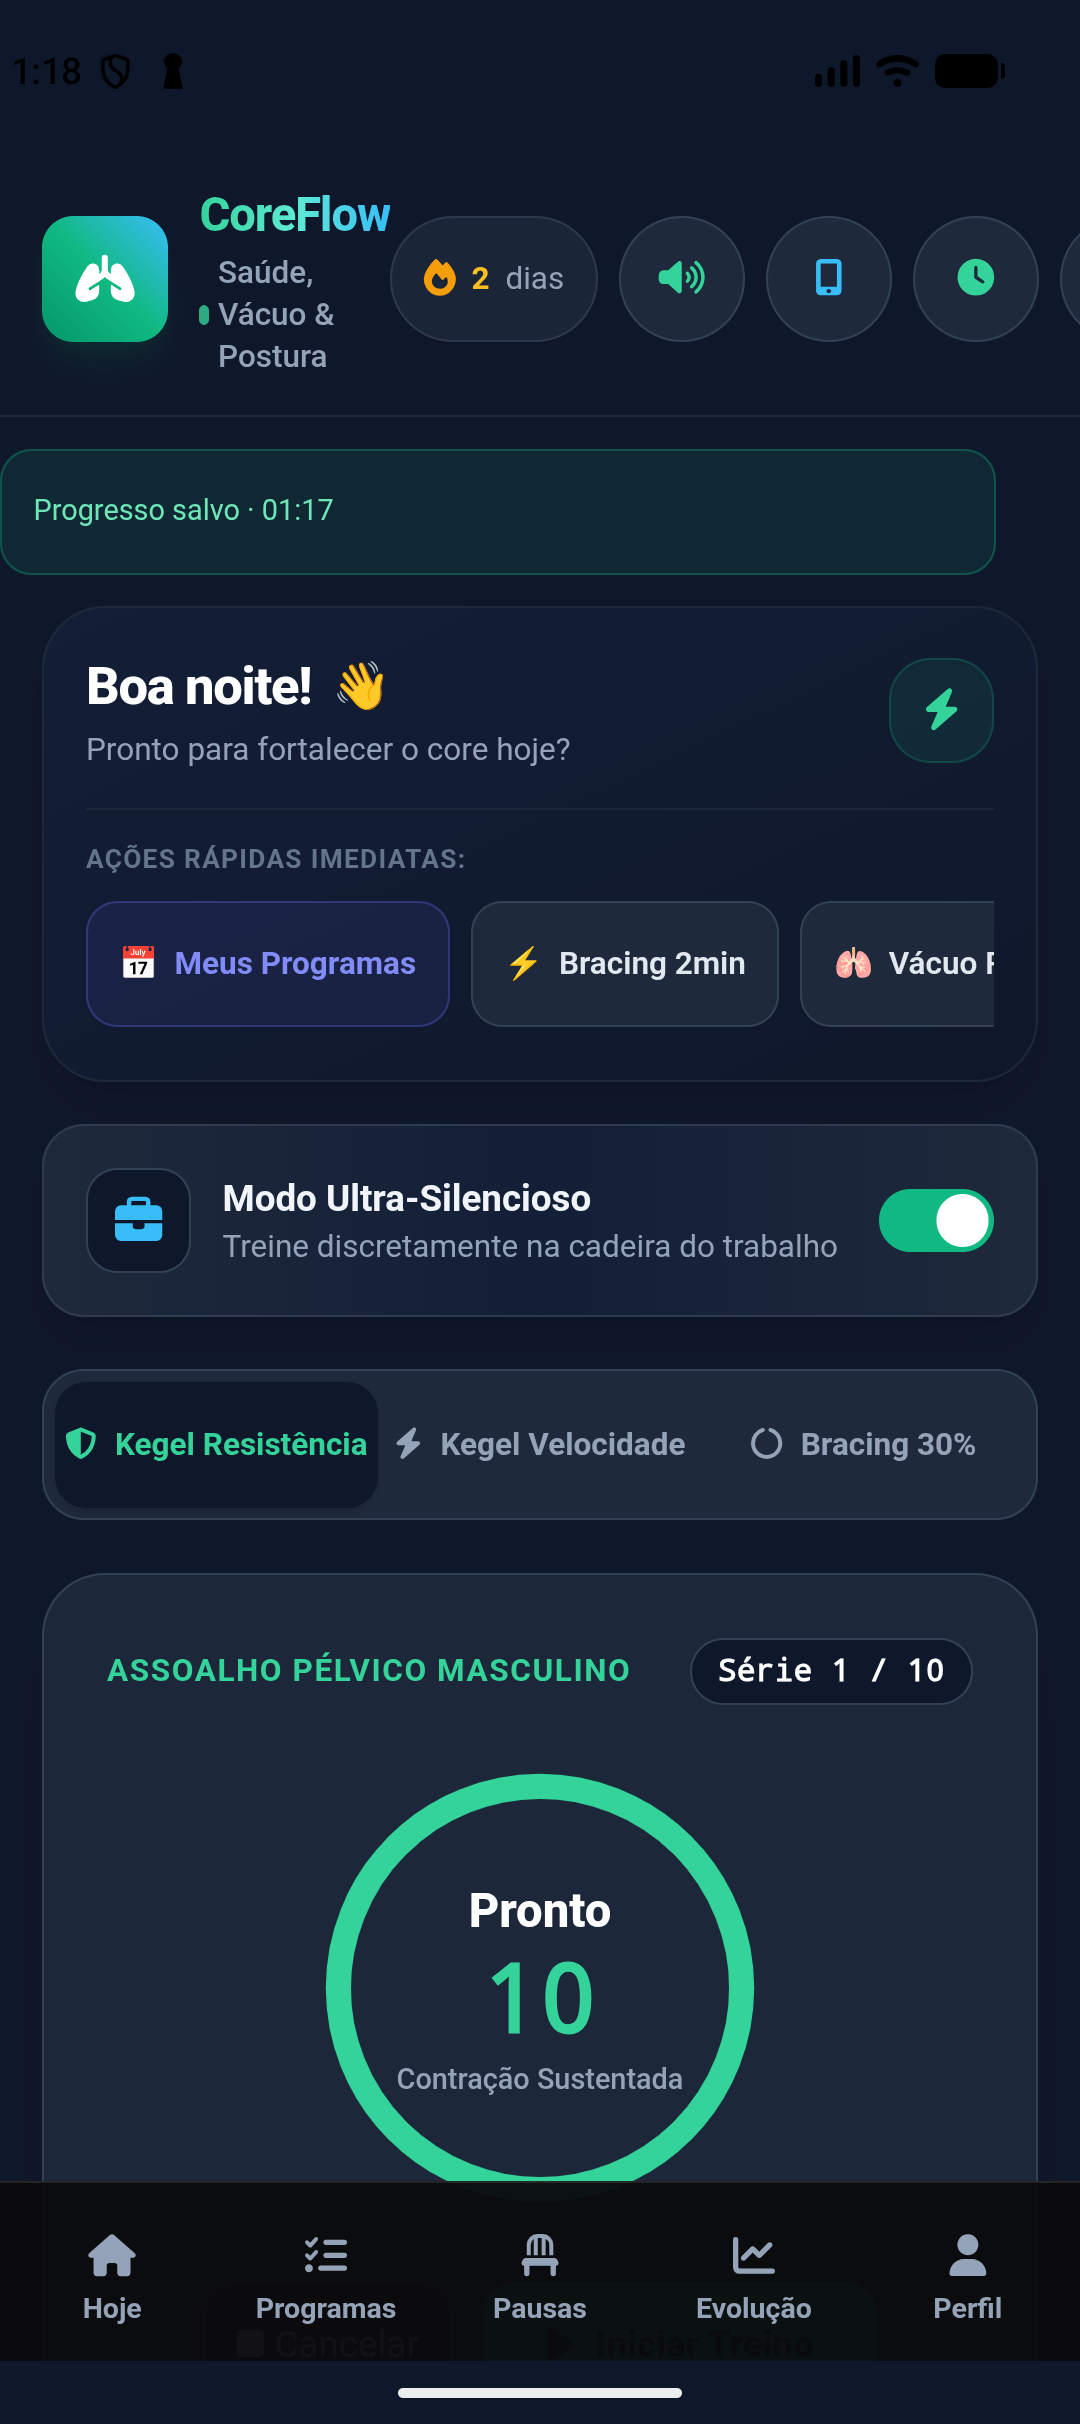 1:18
CoreFlow
Saúde,
Vácuo &
Postura
2 dias
Progresso salvo · 01:17
Boa noite! 👋
Pronto para fortalecer o core hoje?
AÇÕES RÁPIDAS IMEDIATAS:
📅 Meus Programas
⚡ Bracing 2min
🫁 Vácuo
Modo Ultra-Silencioso
Treine discretamente na cadeira do trabalho
Kegel Resistência
Kegel Velocidade
Bracing 30%
ASSOALHO PÉLVICO MASCULINO
Série 1 / 10
Pronto
10
Contração Sustentada
Cancelar
Iniciar Treino
Hoje
Programas
Pausas
Evolução
Perfil